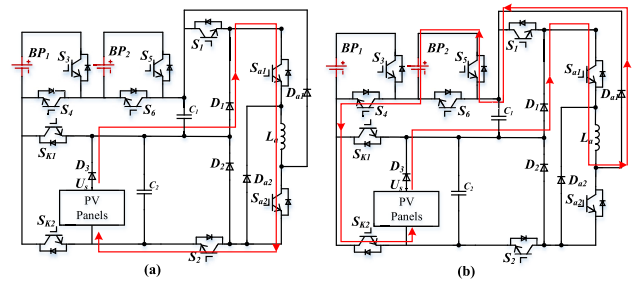 BP1 S3 BP2 S5 S1 Sa1 Da1
S4 S6 C1 D1 La
SK1 D3 D2 Da2
Us C2 Sa2
PV
Panels
SK2 S2
(a)
BP1 S3 BP2 S5 S1 Sa1 Da1
S4 S6 C1 D1 La
SK1 D3 D2 Da2
Us C2 Sa2
PV
Panels
SK2 S2
(b)